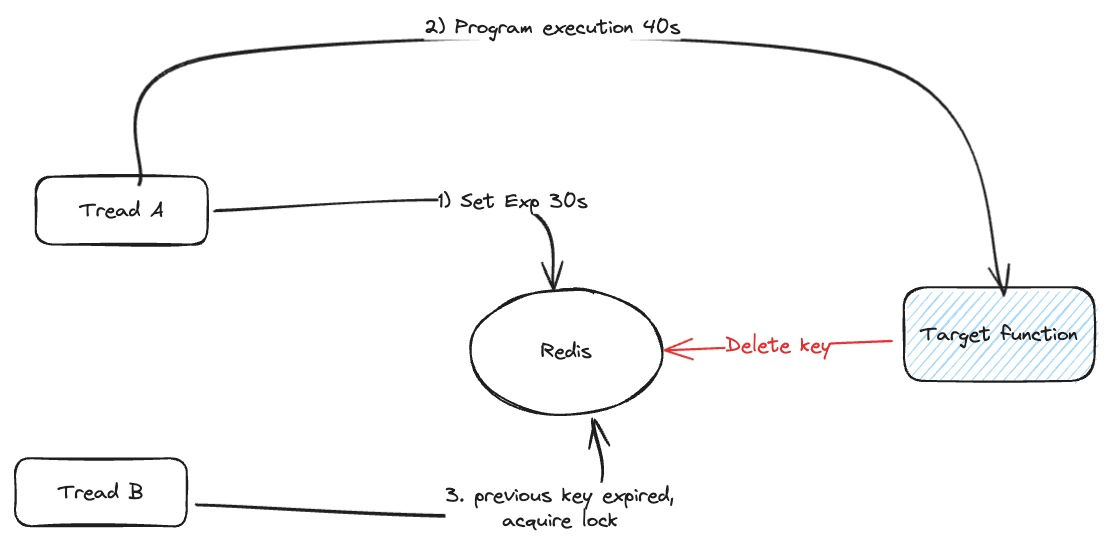 2) Program execution 40s
Tread A
1) Set Exp 30s
Redis
Delete key
Target function
Tread B
3. previous key expired,
acquire lock